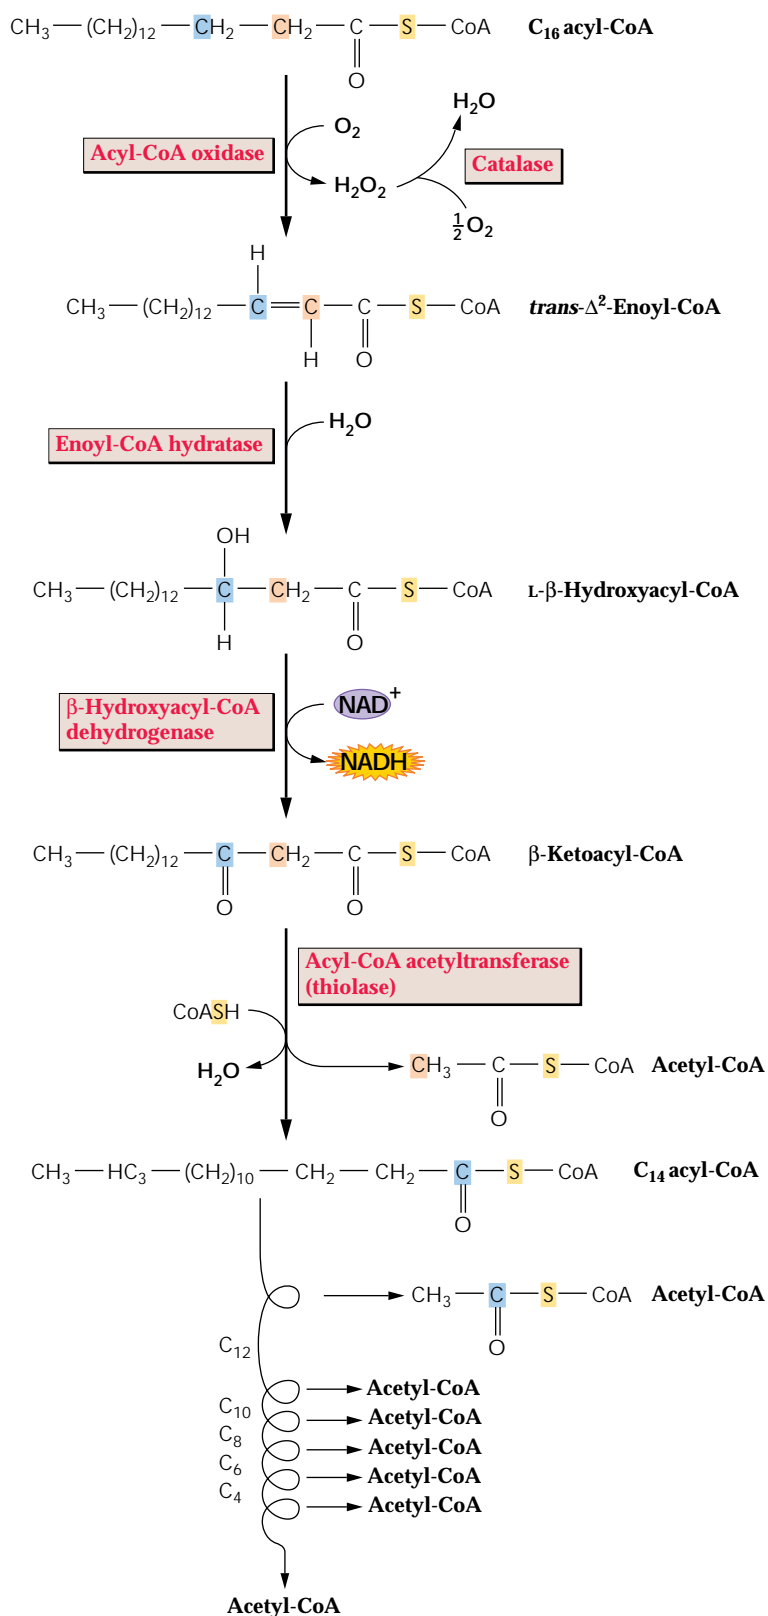 CH₃—(CH₂)₁₂—CH₂—CH₂—C—S—CoA C₁₆ acyl-CoA
O
H₂O
O₂
Acyl-CoA oxidase
Catalase
H₂O₂
½O₂
H
CH₃—(CH₂)₁₂—C=C—C—S—CoA trans-Δ²-Enoyl-CoA
H O
H₂O
Enoyl-CoA hydratase
OH
CH₃—(CH₂)₁₂—C—CH₂—C—S—CoA L-β-Hydroxyacyl-CoA
H O
β-Hydroxyacyl-CoA
dehydrogenase
NAD⁺
NADH
CH₃—(CH₂)₁₂—C—CH₂—C—S—CoA β-Ketoacyl-CoA
O O
Acyl-CoA acetyltransferase
(thiolase)
CoASH
H₂O
CH₃—C—S—CoA Acetyl-CoA
O
CH₃—HC₃—(CH₂)₁₀—CH₂—CH₂—C—S—CoA C₁₄ acyl-CoA
O
CH₃—C—S—CoA Acetyl-CoA
O
C₁₂
Acetyl-CoA
C₁₀
Acetyl-CoA
C₈
Acetyl-CoA
C₆
Acetyl-CoA
C₄
Acetyl-CoA
Acetyl-CoA